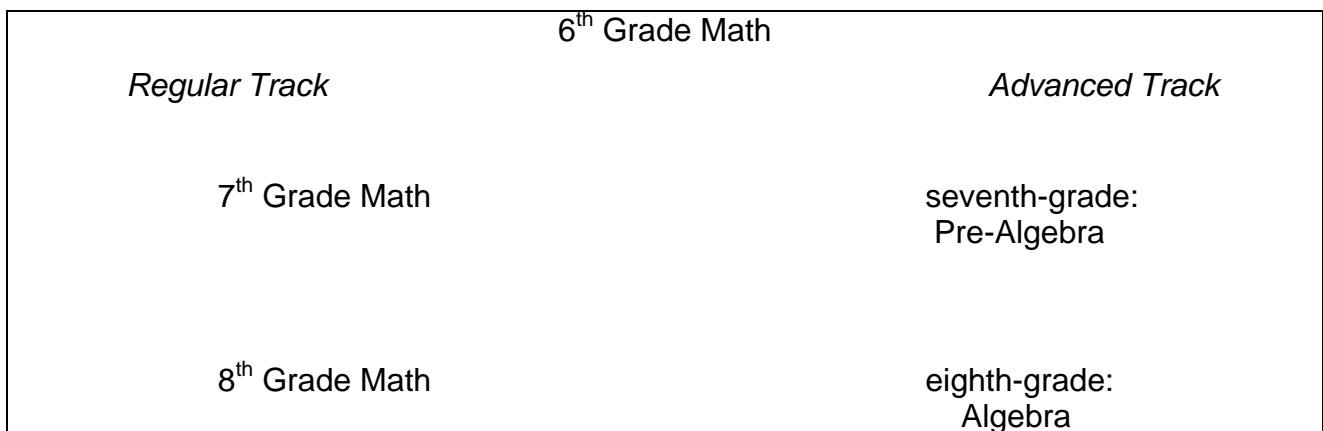 6th Grade Math
Regular Track Advanced Track
7th Grade Math seventh-grade:
Pre-Algebra
8th Grade Math eighth-grade:
Algebra